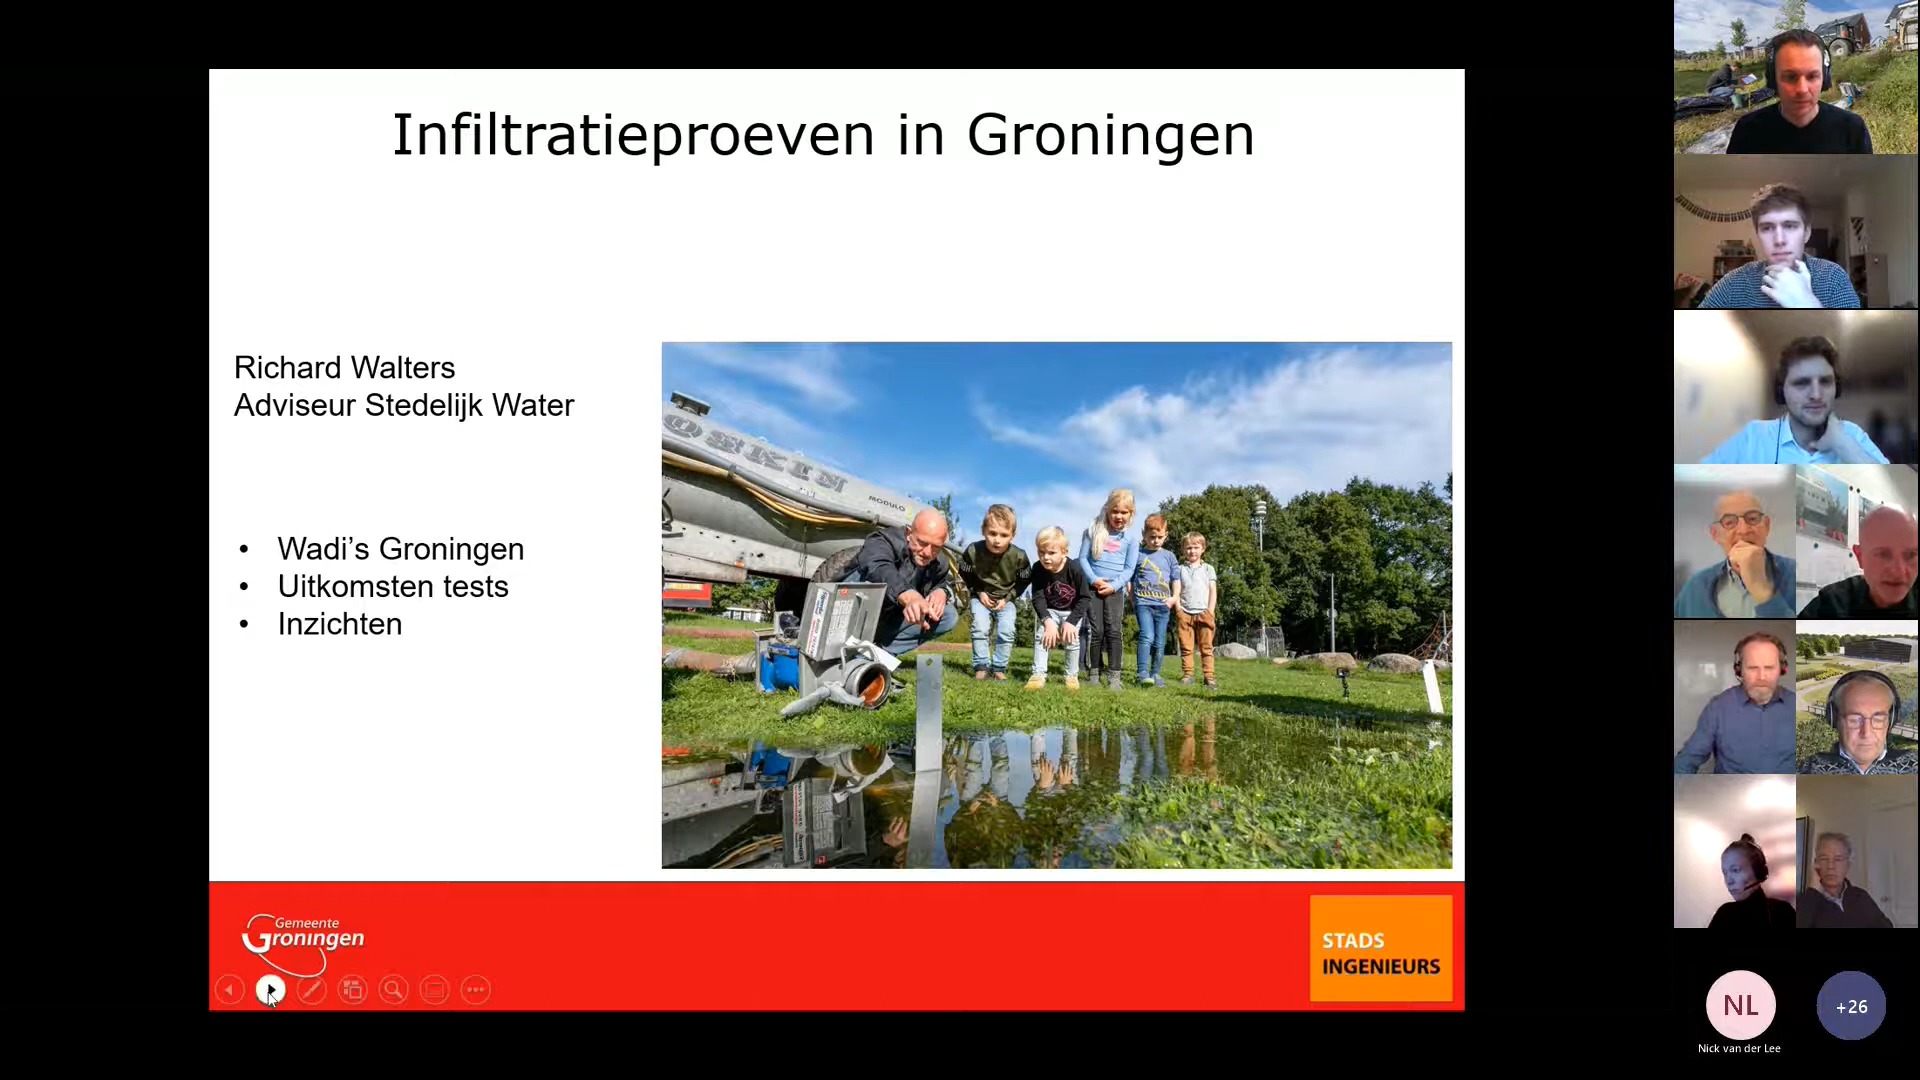 Infiltratieproeven in Groningen
Richard Walters
Adviseur Stedelijk Water
• Wadi’s Groningen
• Uitkomsten tests
• Inzichten
MODULO
Gemeente
Groningen
STADS
INGENIEURS
NL
+26
Nick van der Lee